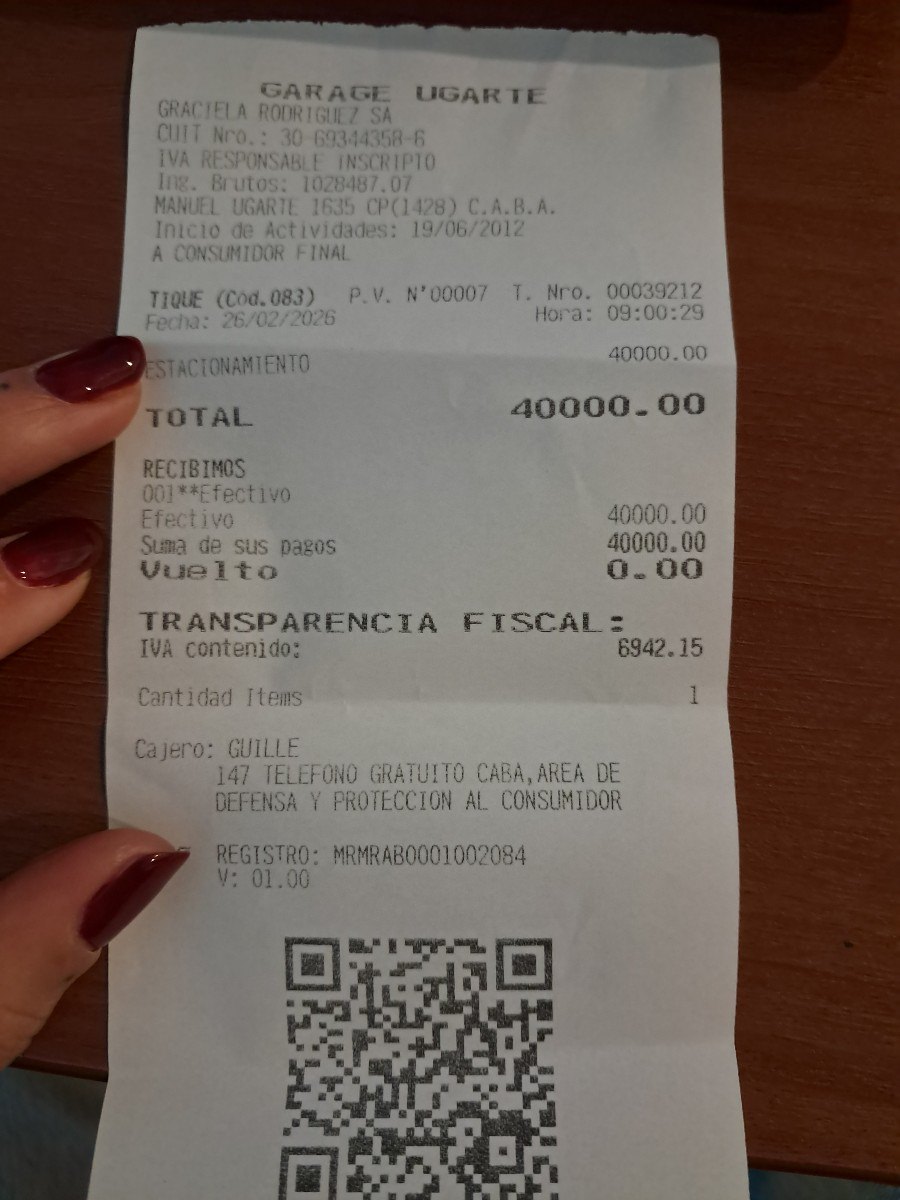 GARAGE UGARTE
GRACIELA RODRIGUEZ SA
CUIT Nro.: 30-69344358-6
IVA RESPONSABLE INSCRIPTO
Ing. Brutos: 1028487.07
MANUEL UGARTE 1635 CP(1428) C.A.B.A.
Inicio de Actividades: 19/06/2012
A CONSUMIDOR FINAL
TIQUE (Cod.083) P.V. N'00007 T. Nro. 00039212
Fecha: 26/02/2026 Hora: 09:00:29
ESTACIONAMIENTO 40000.00
TOTAL 40000.00
RECIBIMOS
001**Efectivo
Efectivo 40000.00
Suma de sus pagos 40000.00
Vuelto 0.00
TRANSPARENCIA FISCAL:
IVA contenido: 6942.15
Cantidad Items 1
Cajero: GUILLE
147 TELEFONO GRATUITO CABA,AREA DE
DEFENSA Y PROTECCION AL CONSUMIDOR
REGISTRO: MRMRAB0001002084
V: 01.00